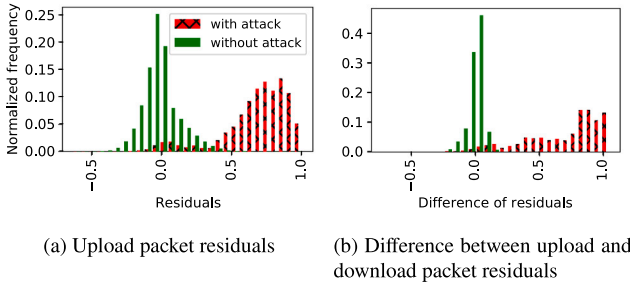 with attack
without attack
Normalized frequency
0.25
0.20
0.15
0.10
0.05
0.00
−0.5
0.0
0.5
1.0
Residuals
0.4
0.3
0.2
0.1
0.0
−0.5
0.0
0.5
1.0
Difference of residuals
(a) Upload packet residuals
(b) Difference between upload and
download packet residuals